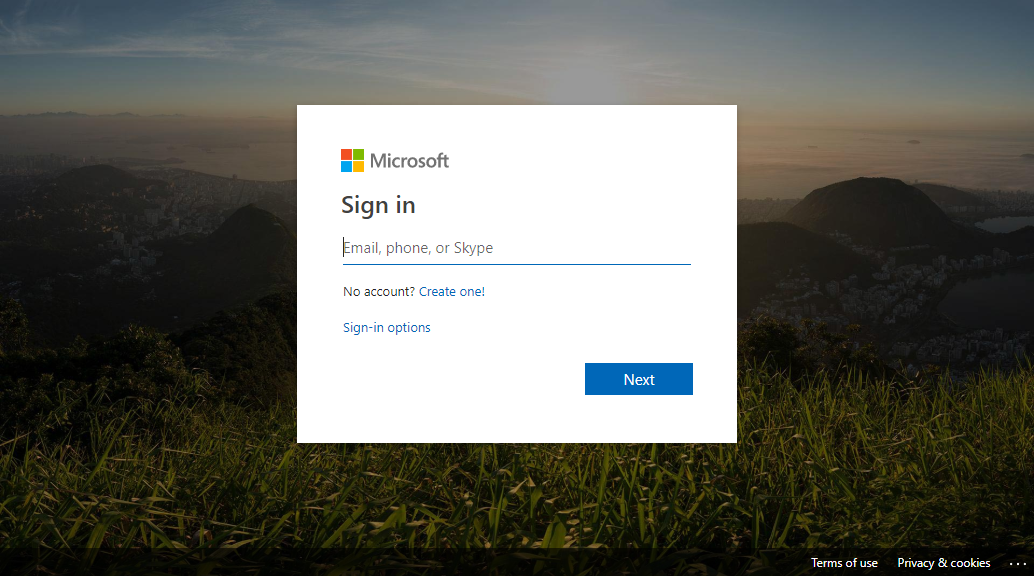 Microsoft
Sign in
Email, phone, or Skype
No account? Create one!
Sign-in options
Next
Terms of use Privacy & cookies ...